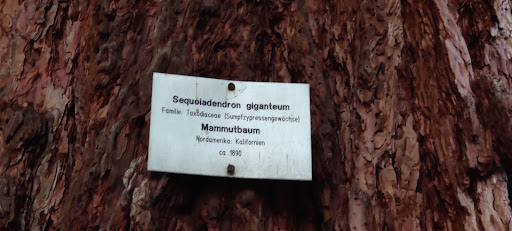 Sequoiadendron giganteum
Familie: Taxodiaceae (Sumpfzypressengewächse)
Mammutbaum
Nordamerika: Kalifornien
ca. 1890